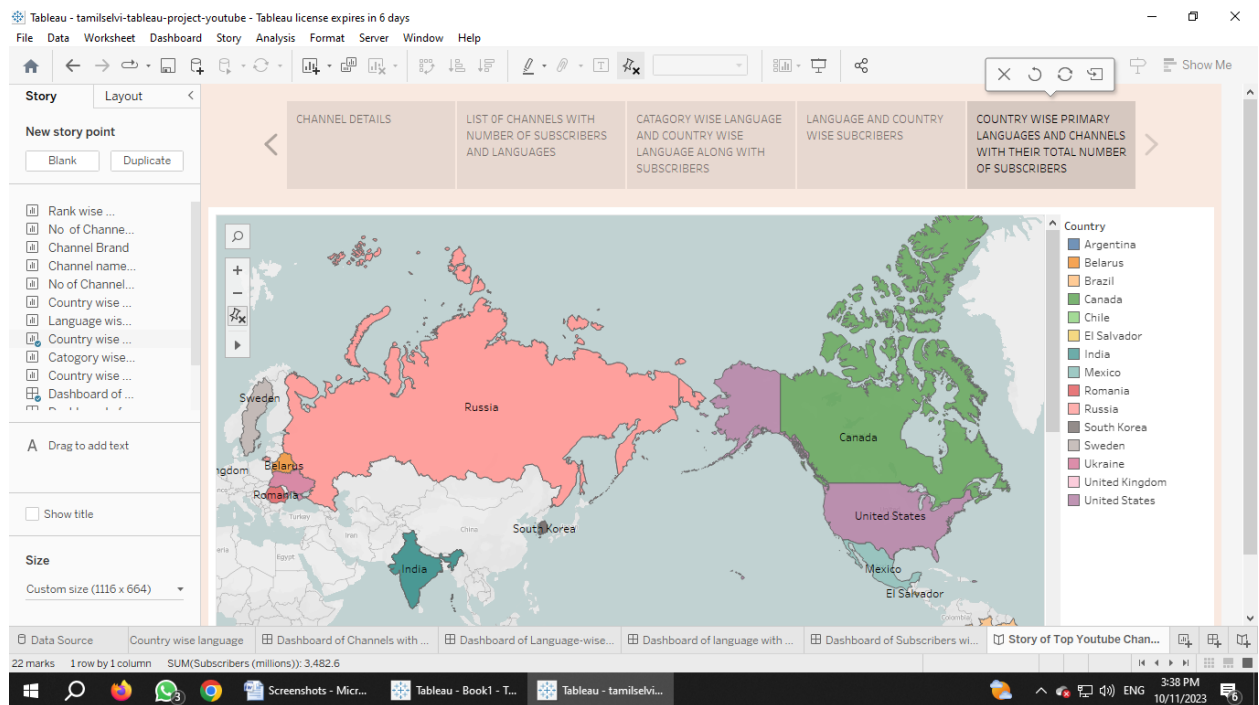 Tableau - tamilselvi-tableau-project-youtube - Tableau license expires in 6 days
File Data Worksheet Dashboard Story Analysis Format Server Window Help
Show Me
Story Layout
New story point
Blank Duplicate
Rank wise ...
No of Channe...
Channel Brand
Channel name...
No of Channel...
Country wise ...
Language wis...
Country wise ...
Catogory wise...
Country wise ...
Dashboard of ...
A Drag to add text
Show title
Size
Custom size (1116 x 664)
CHANNEL DETAILS
LIST OF CHANNELS WITH
NUMBER OF SUBSCRIBERS
AND LANGUAGES
CATAGORY WISE LANGUAGE
AND COUNTRY WISE
LANGUAGE ALONG WITH
SUBSCRIBERS
LANGUAGE AND COUNTRY
WISE SUBCRIBERS
COUNTRY WISE PRIMARY
LANGUAGES AND CHANNELS
WITH THEIR TOTAL NUMBER
OF SUBSCRIBERS
Sweden
Russia
Canada
ngdom
Belarus
Romania
Turkey
Iran
China
South Korea
United States
Egypt
India
Mexico
El Salvador
Colombia
Country
Argentina
Belarus
Brazil
Canada
Chile
El Salvador
India
Mexico
Romania
Russia
South Korea
Sweden
Ukraine
United Kingdom
United States
Data Source Country wise language Dashboard of Channels with ... Dashboard of Language-wise... Dashboard of language with ... Dashboard of Subscribers wi... Story of Top Youtube Chan...
22 marks 1 row by 1 column SUM(Subscribers (millions)): 3,482.6
3
Screenshots - Micr... Tableau - Book1 - T... Tableau - tamilselvi...
ENG
3:38 PM
10/11/2023
6